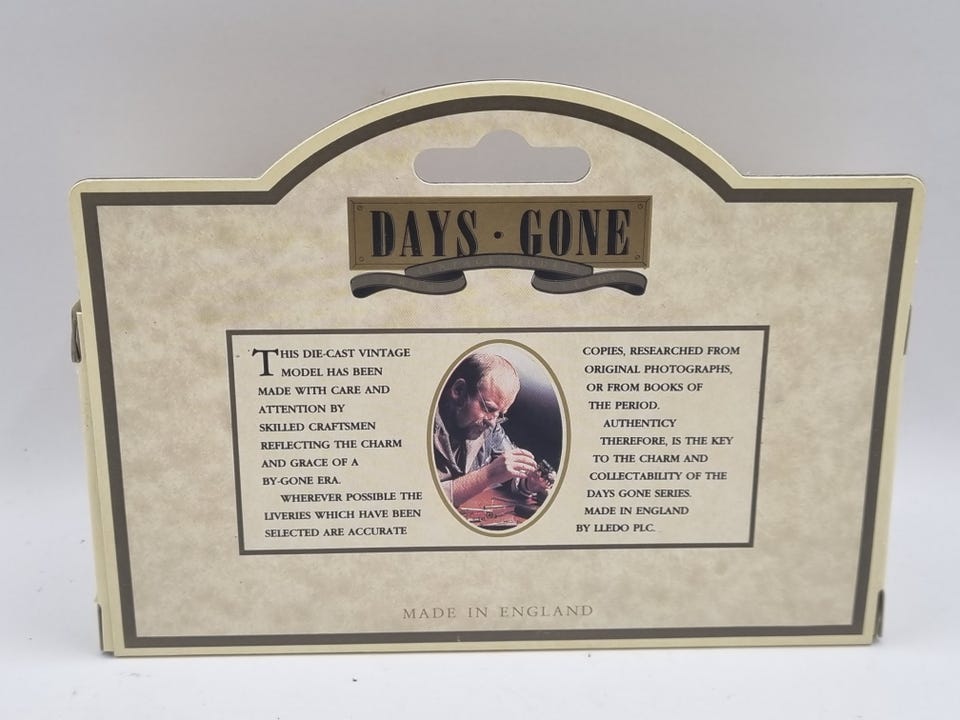 DAYS · GONE
THIS DIE-CAST VINTAGE
MODEL HAS BEEN
MADE WITH CARE AND
ATTENTION BY
SKILLED CRAFTSMEN
REFLECTING THE CHARM
AND GRACE OF A
BY-GONE ERA.
WHEREVER POSSIBLE THE
LIVERIES WHICH HAVE BEEN
SELECTED ARE ACCURATE
COPIES, RESEARCHED FROM
ORIGINAL PHOTOGRAPHS,
OR FROM BOOKS OF
THE PERIOD.
AUTHENTICY
THEREFORE, IS THE KEY
TO THE CHARM AND
COLLECTABILITY OF THE
DAYS GONE SERIES.
MADE IN ENGLAND
BY LLEDO PLC.
MADE IN ENGLAND